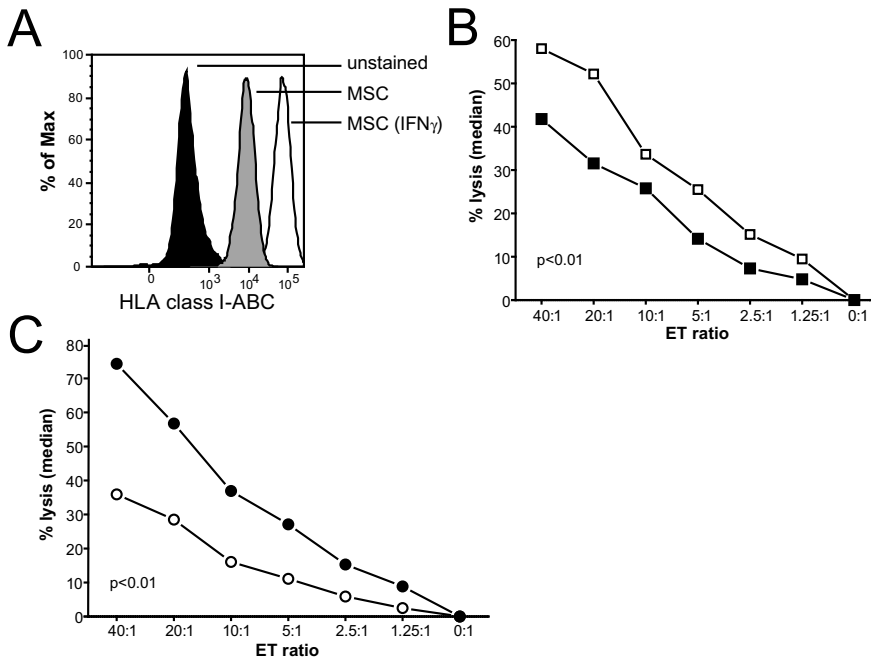 A
% of Max
100
80
60
40
20
0
0
10³
10⁴
10⁵
HLA class I-ABC
unstained
MSC
MSC (IFNγ)
B
% lysis (median)
60
50
40
30
20
10
0
p<0.01
40:1
20:1
10:1
5:1
2.5:1
1.25:1
0:1
ET ratio
C
% lysis (median)
80
70
60
50
40
30
20
10
0
p<0.01
40:1
20:1
10:1
5:1
2.5:1
1.25:1
0:1
ET ratio